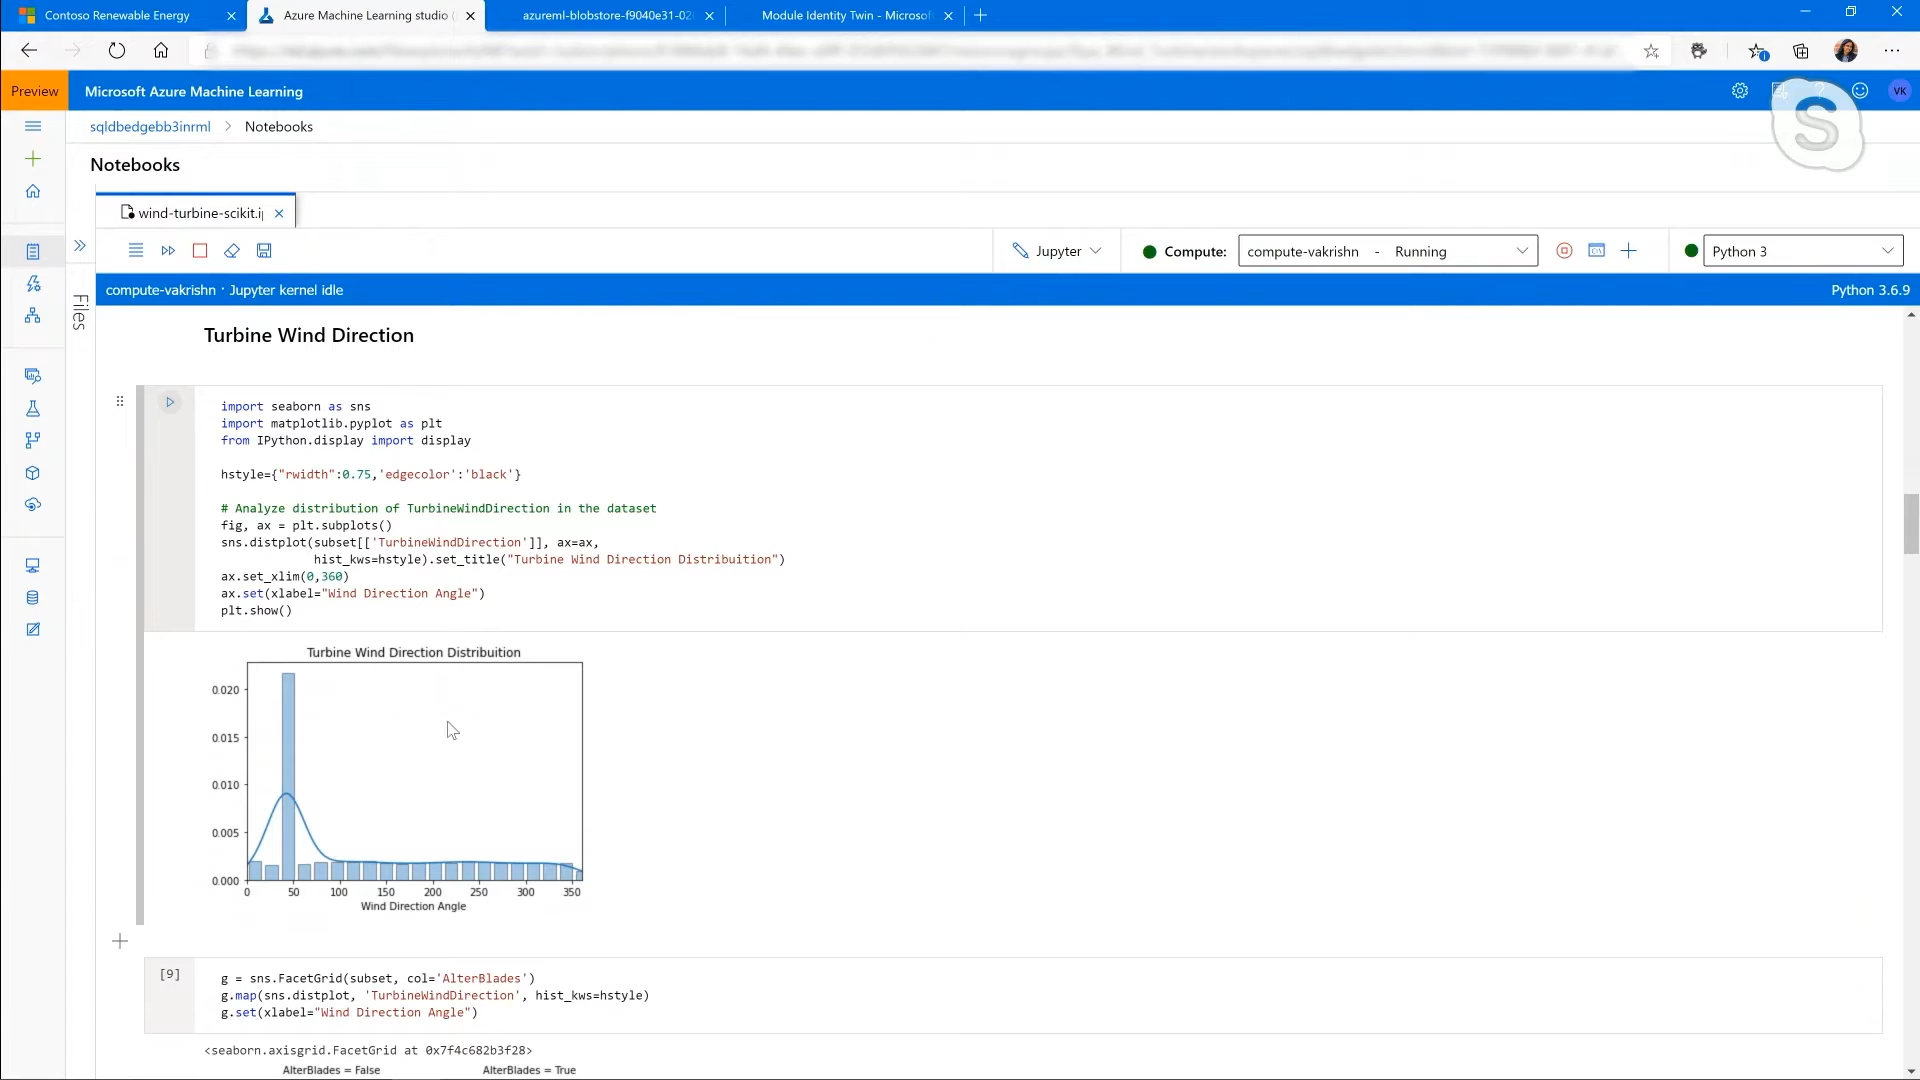 Contoso Renewable Energy
Azure Machine Learning studio (
azureml-blobstore-f9040e31-02
Module Identity Twin - Microsof
Preview
Microsoft Azure Machine Learning
VK
S
sqldbedgebb3inrml > Notebooks
Notebooks
wind-turbine-scikit.i
Jupyter
Compute:
compute-vakrishn - Running
Python 3
compute-vakrishn · Jupyter kernel idle
Python 3.6.9
Files
Turbine Wind Direction
import seaborn as sns
import matplotlib.pyplot as plt
from IPython.display import display
hstyle={"rwidth":0.75,'edgecolor':'black'}
# Analyze distribution of TurbineWindDirection in the dataset
fig, ax = plt.subplots()
sns.distplot(subset[['TurbineWindDirection']], ax=ax,
hist_kws=hstyle).set_title("Turbine Wind Direction Distribuition")
ax.set_xlim(0,360)
ax.set(xlabel="Wind Direction Angle")
plt.show()
Turbine Wind Direction Distribuition
0.020
0.015
0.010
0.005
0.000
0 50 100 150 200 250 300 350
Wind Direction Angle
[9]
g = sns.FacetGrid(subset, col='AlterBlades')
g.map(sns.distplot, 'TurbineWindDirection', hist_kws=hstyle)
g.set(xlabel="Wind Direction Angle")
<seaborn.axisgrid.FacetGrid at 0x7f4c682b3f28>
AlterBlades = False
AlterBlades = True